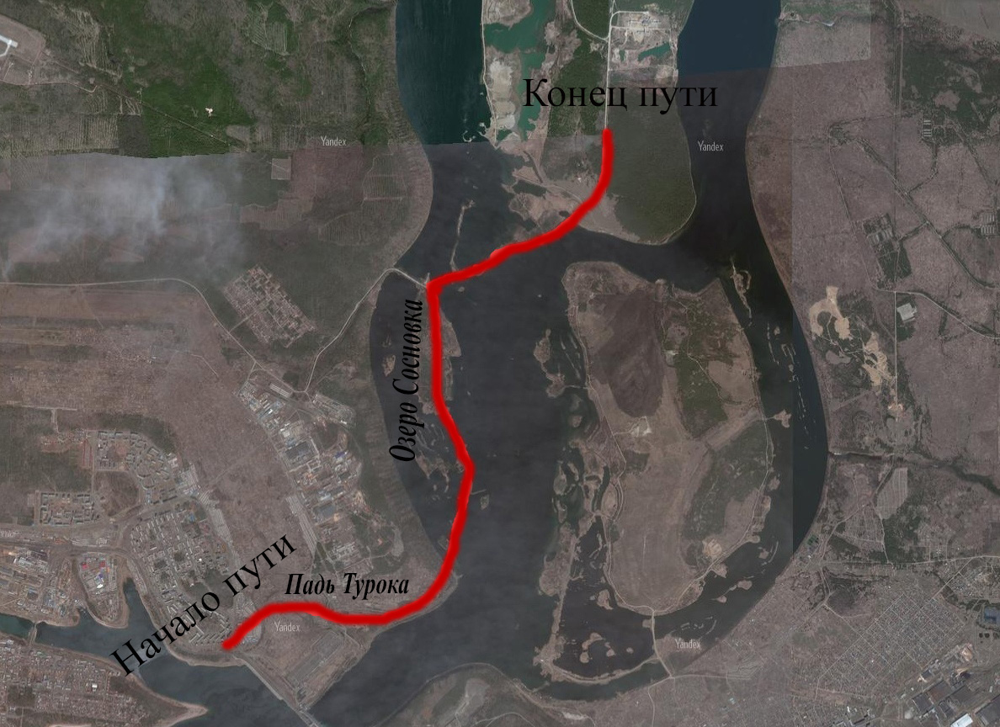 Конец пути
Yandex
Yandex
Озеро Сосновка
Начало пути
Падь Турока
Yandex
Yandex